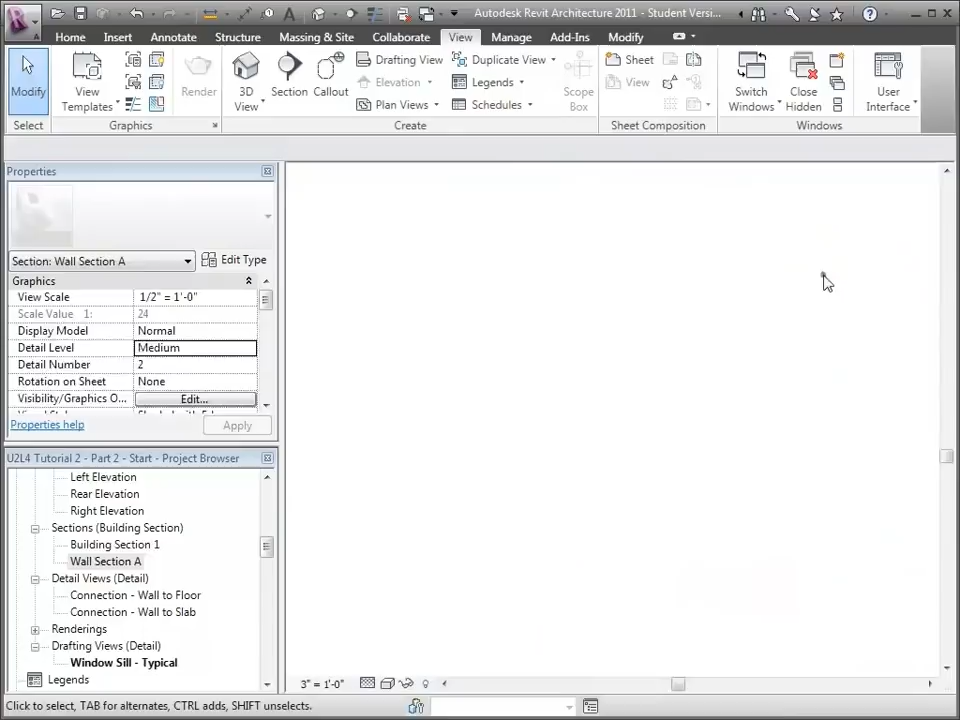 Autodesk Revit Architecture 2011 - Student Versi...
Home Insert Annotate Structure Massing & Site Collaborate View Manage Add-Ins Modify
Modify
View
Templates
Render
3D
View
Section
Callout
Drafting View
Elevation
Plan Views
Duplicate View
Legends
Schedules
Scope
Box
Sheet
View
Switch
Windows
Close
Hidden
User
Interface
Select Graphics Create Sheet Composition Windows
Properties
Section: Wall Section A Edit Type
Graphics
View Scale 1/2" = 1'-0"
Scale Value 1: 24
Display Model Normal
Detail Level Medium
Detail Number 2
Rotation on Sheet None
Visibility/Graphics O... Edit...
Properties help Apply
U2L4 Tutorial 2 - Part 2 - Start - Project Browser
Left Elevation
Rear Elevation
Right Elevation
Sections (Building Section)
Building Section 1
Wall Section A
Detail Views (Detail)
Connection - Wall to Floor
Connection - Wall to Slab
Renderings
Drafting Views (Detail)
Window Sill - Typical
Legends
3" = 1'-0"
Click to select, TAB for alternates, CTRL adds, SHIFT unselects.